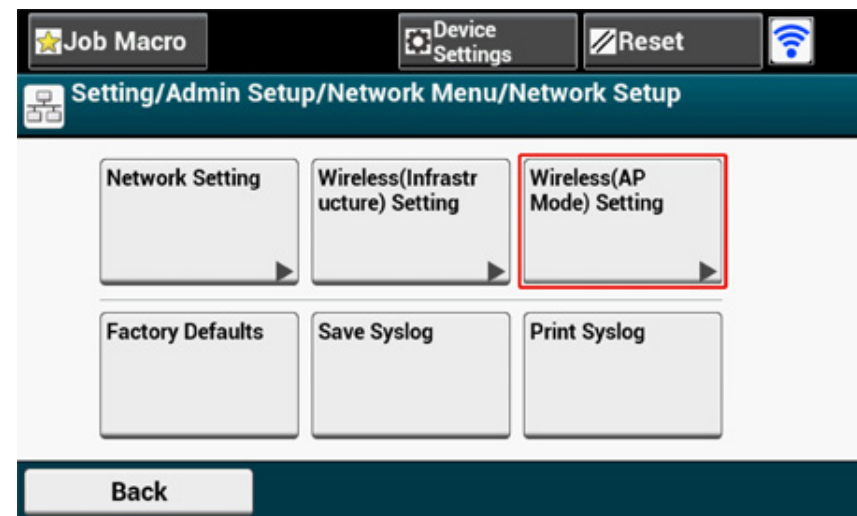 Job Macro
Device
Settings
Reset
Setting/Admin Setup/Network Menu/Network Setup
Network Setting
Wireless(Infrastr
ucture) Setting
Wireless(AP
Mode) Setting
Factory Defaults
Save Syslog
Print Syslog
Back